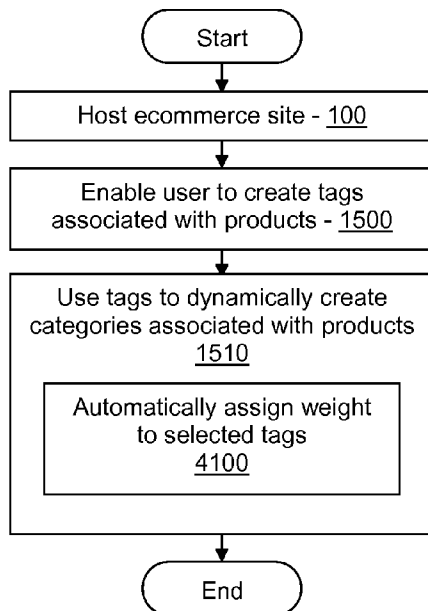 Start
Host ecommerce site - 100
Enable user to create tags
associated with products - 1500
Use tags to dynamically create
categories associated with products
1510
Automatically assign weight
to selected tags
4100
End